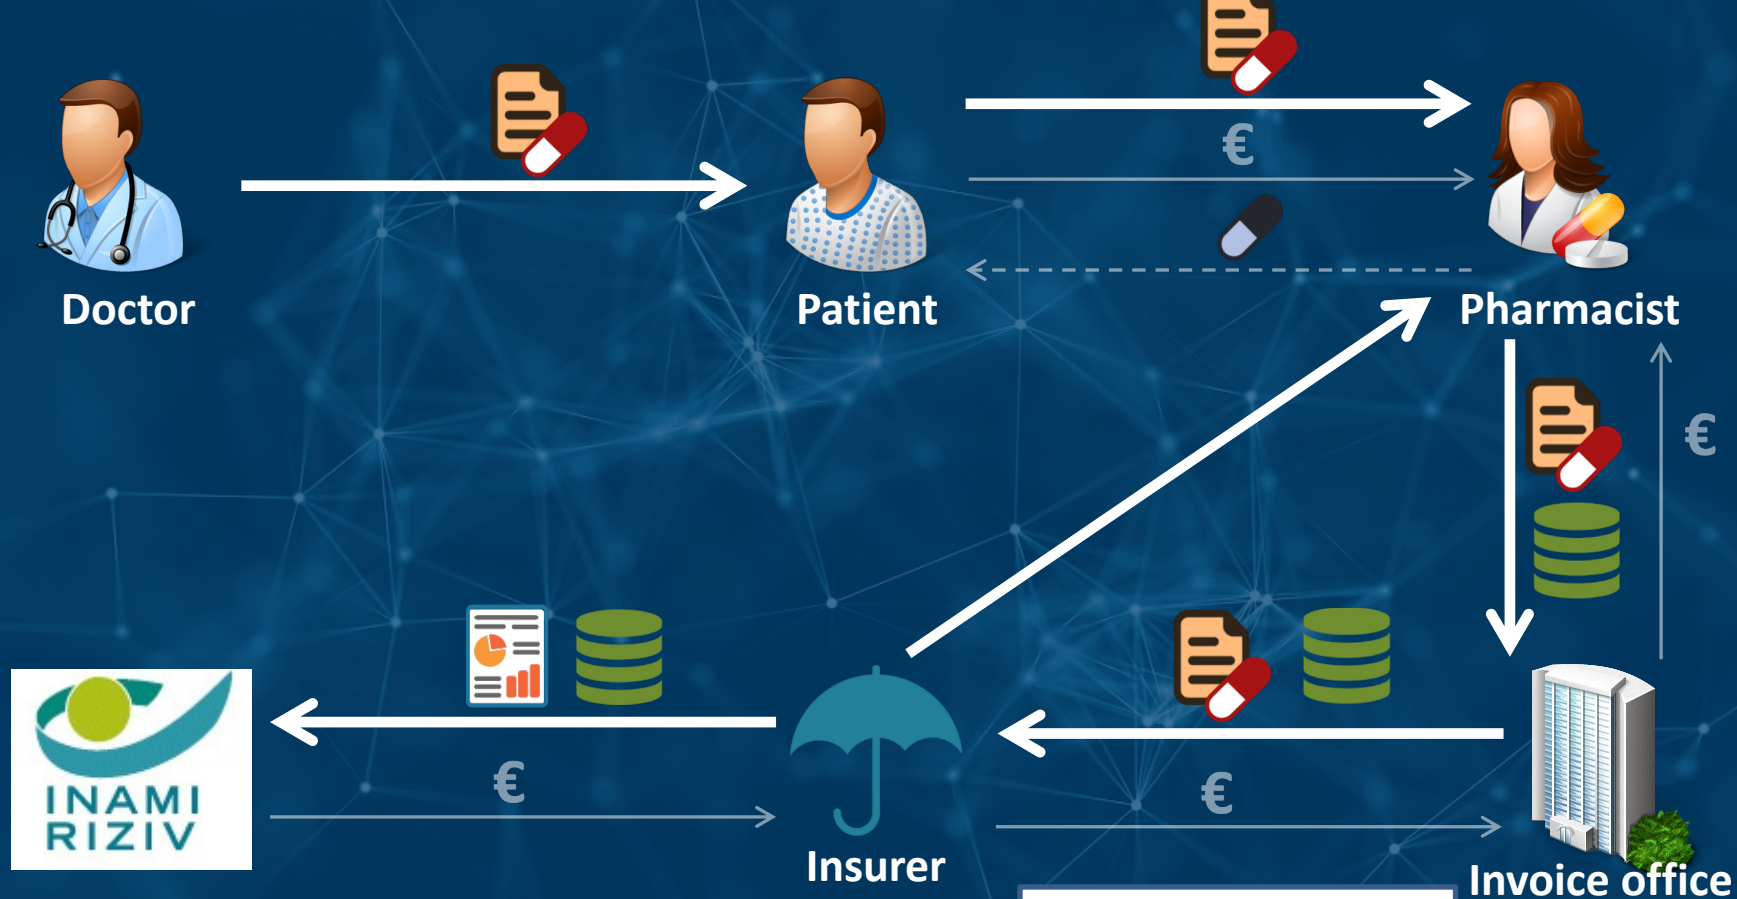 €
Doctor
Patient
Pharmacist
€
INAMI
RIZIV
€
€
Insurer
Invoice office